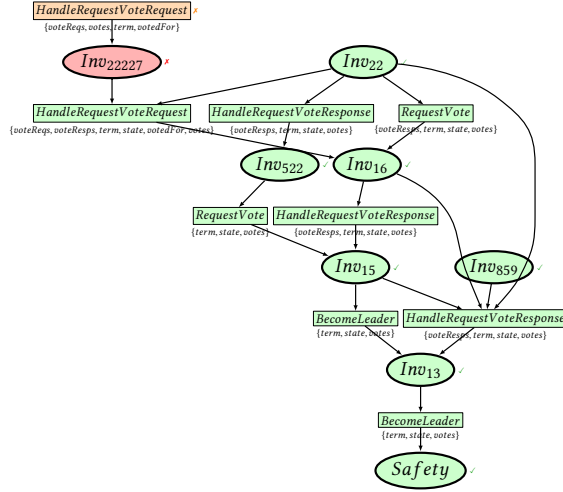 HandleRequestVoteRequest ✗
{voteReqs, votes, term, votedFor}
Inv22227 ✗
Inv22 ✓
HandleRequestVoteRequest
HandleRequestVoteResponse
RequestVote
{voteReqs, voteResps, term, state, votedFor, votes}
{voteResps, term, state, votes}
{voteResps, term, state, votes}
Inv522 ✓
Inv16 ✓
RequestVote
HandleRequestVoteResponse
{term, state, votes}
{voteResps, term, state, votes}
Inv15 ✓
Inv859 ✓
BecomeLeader
HandleRequestVoteResponse
{term, state, votes}
{voteResps, term, state, votes}
Inv13 ✓
BecomeLeader
{term, state, votes}
Safety ✓